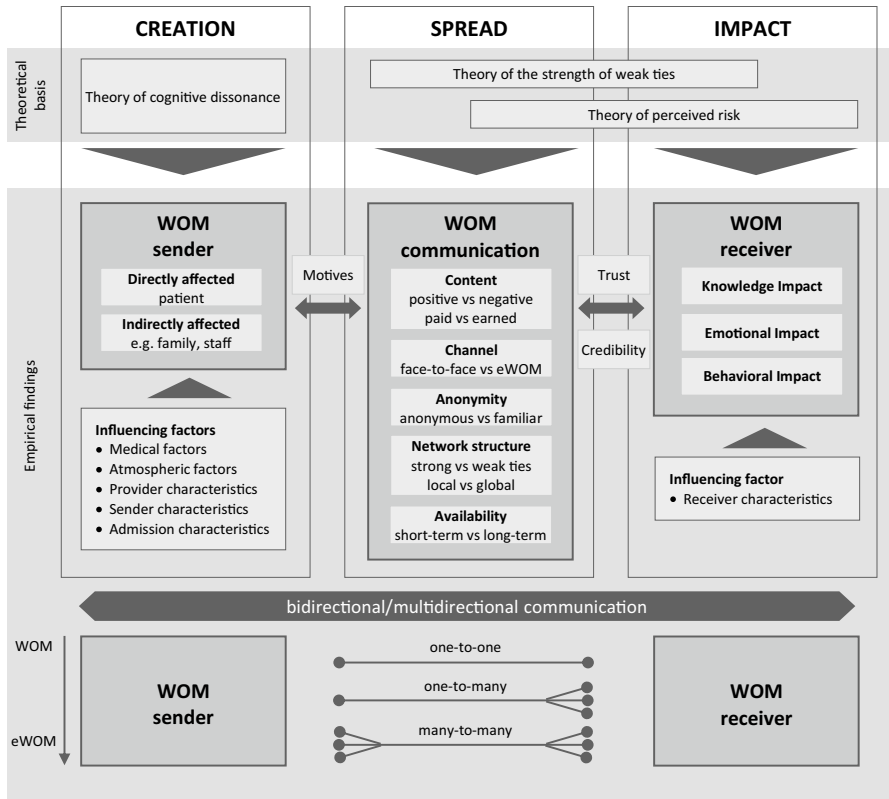 CREATION
SPREAD
IMPACT
Theoretical
basis
Theory of cognitive dissonance
Theory of the strength of weak ties
Theory of perceived risk
Empirical findings
WOM
sender
Directly affected
patient
Indirectly affected
e.g. family, staff
Influencing factors
• Medical factors
• Atmospheric factors
• Provider characteristics
• Sender characteristics
• Admission characteristics
Motives
WOM
communication
Content
positive vs negative
paid vs earned
Channel
face-to-face vs eWOM
Anonymity
anonymous vs familiar
Network structure
strong vs weak ties
local vs global
Availability
short-term vs long-term
Trust
Credibility
WOM
receiver
Knowledge Impact
Emotional Impact
Behavioral Impact
Influencing factor
• Receiver characteristics
bidirectional/multidirectional communication
WOM
eWOM
WOM
sender
one-to-one
one-to-many
many-to-many
WOM
receiver